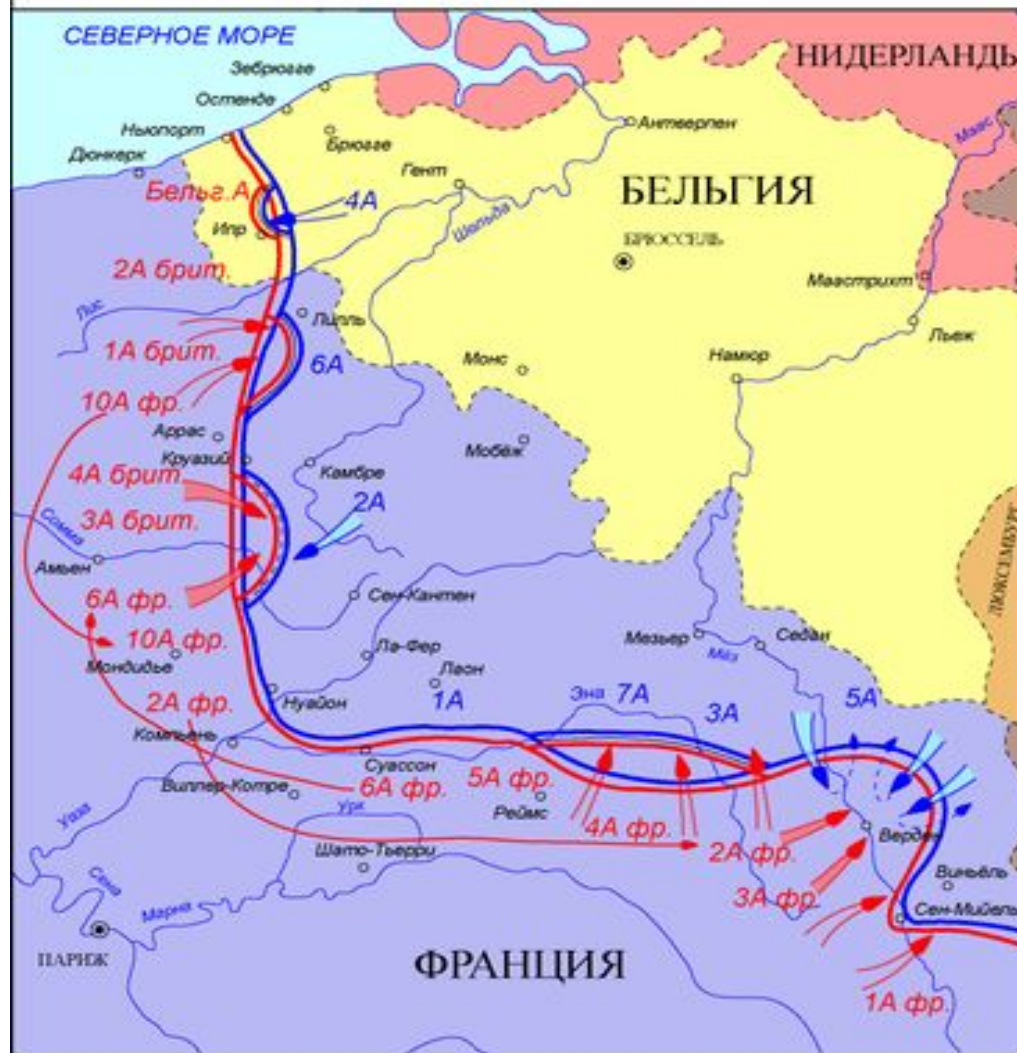 СЕВЕРНОЕ МОРЕ
НИДЕРЛАНДЫ
Зебрюгге
Остенде
Ньюпорт
Брюгге
Антверпен
Маас
Дюнкерк
Гент
Бельг.А
4А
БЕЛЬГИЯ
Шельда
Ипр
БРЮССЕЛЬ
2А брит.
Маастрихт
Лис
Лилль
Льеж
1А брит.
6А
Монс
Намюр
10А фр.
Аррас
Круазий
Мобёж
4А брит.
Камбре
2А
3А брит.
Сомма
Амьен
ЛЮКСЕМБУРГ
6А фр.
Сен-Кантен
10А фр.
Мондидье
Ла-Фер
Мезьер
Седан
Мёз
Лаон
2А фр.
Нуайон
1А
Эна
7А
3А
5А
Компьень
Суассон
Виллер-Котре
6А фр.
5А фр.
Реймс
Уаза
Урк
4А фр.
Верден
Шато-Тьерри
2А фр.
3А фр.
Виньёль
Сена
Марна
Сен-Мийель
ПАРИЖ
ФРАНЦИЯ
1А фр.